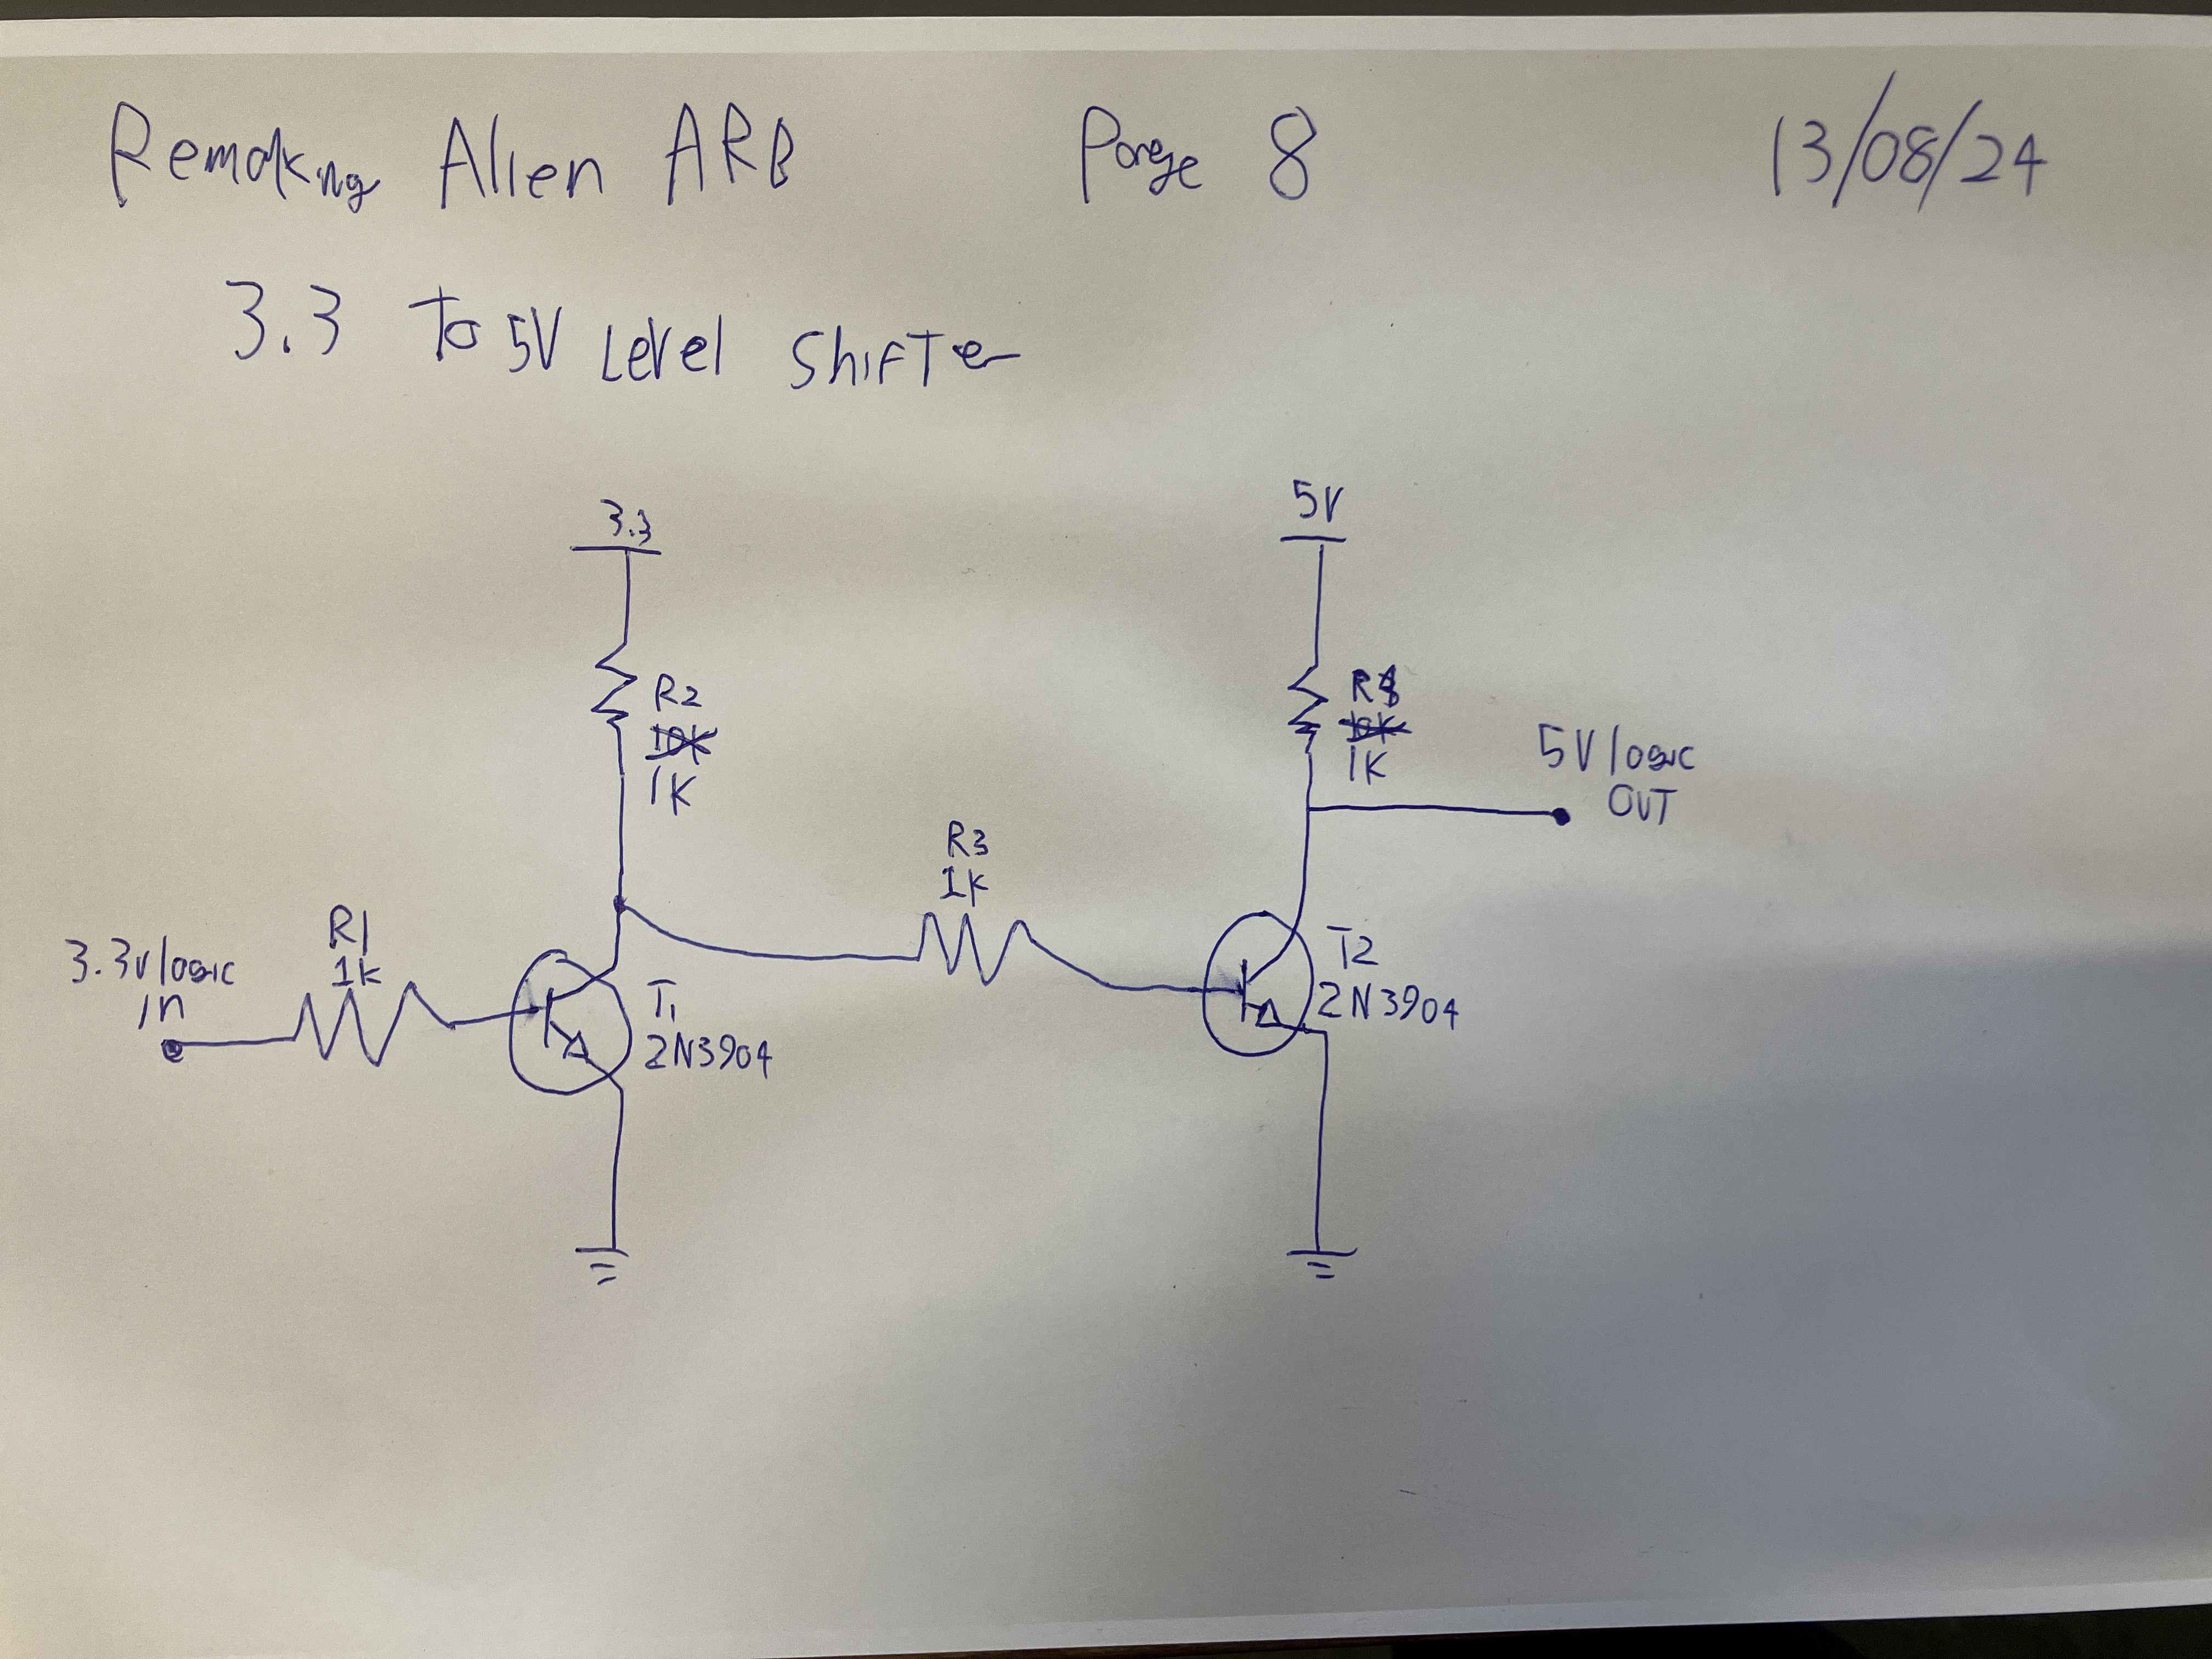 Remaking Alien ARB Page 8 13/08/24
3.3 To 5V Level Shifter
3.3
5V
R2
10K
1K
R4
10K
1K
5V logic
OUT
R3
1K
R1
1K
3.3v logic
in
T1
2N3904
T2
2N3904